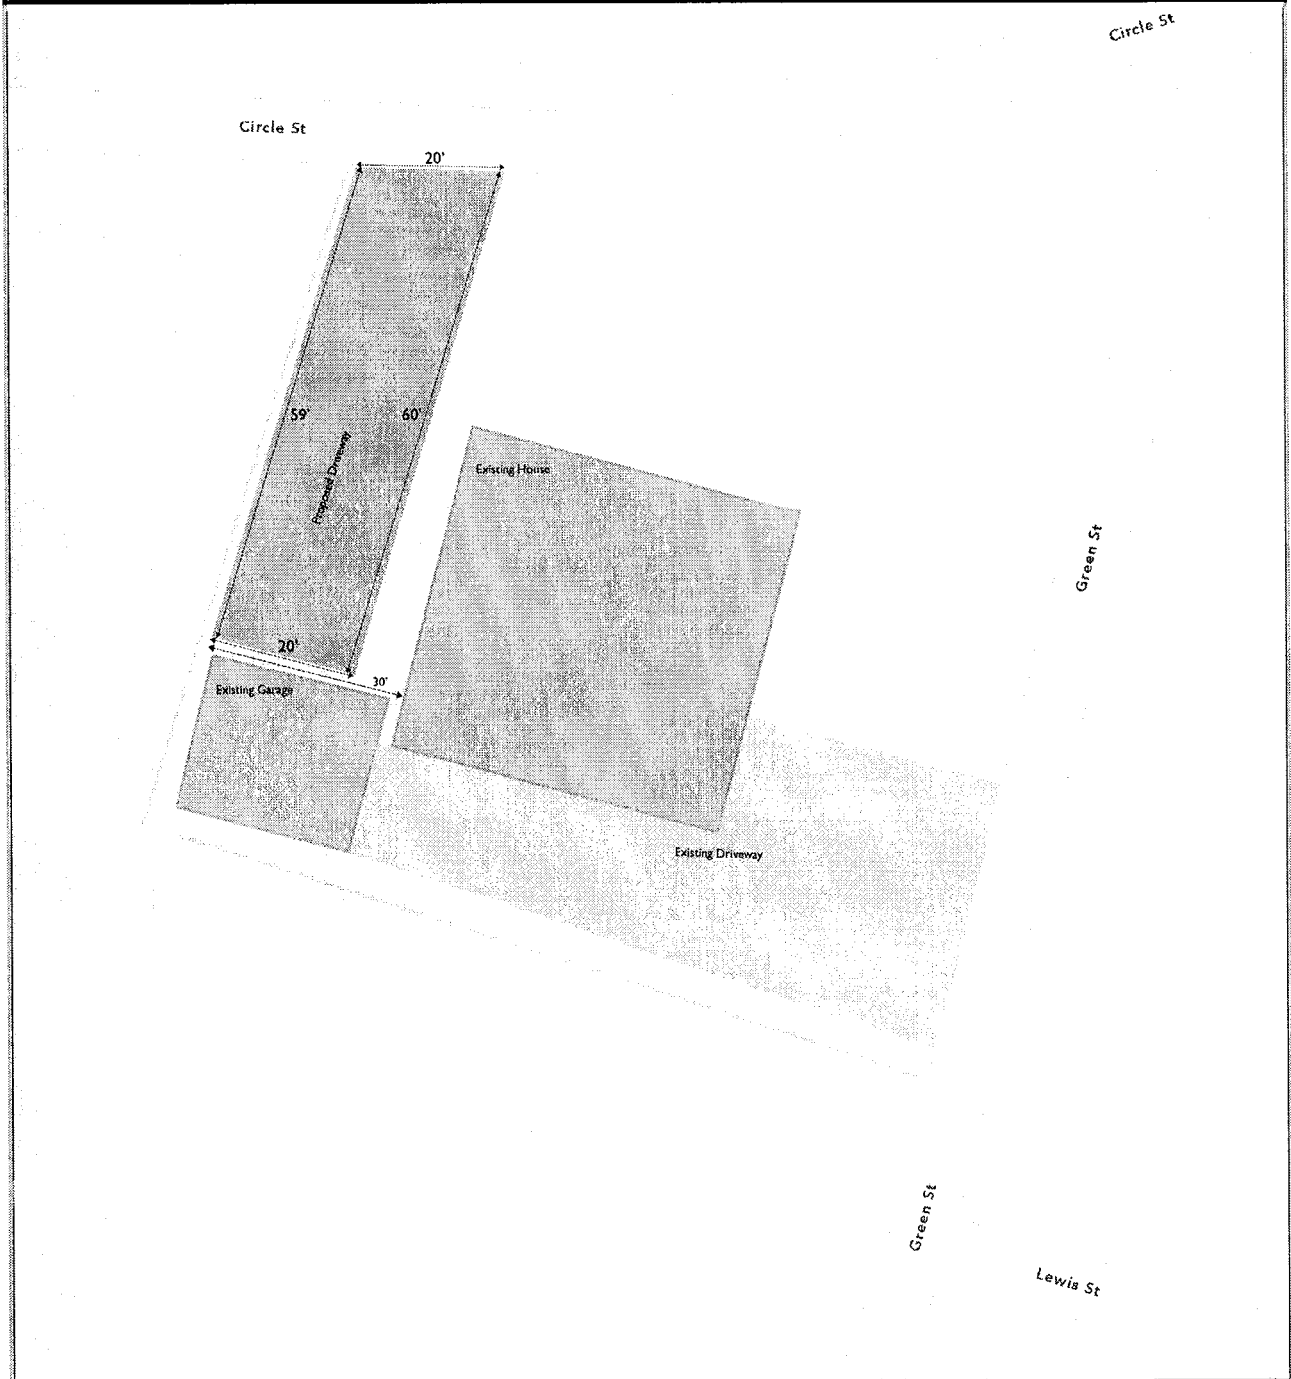 Circle St
Circle St
20'
59'
60'
Proposed Driveway
Existing House
Green St
20'
30'
Existing Garage
Existing Driveway
Green St
Lewis St